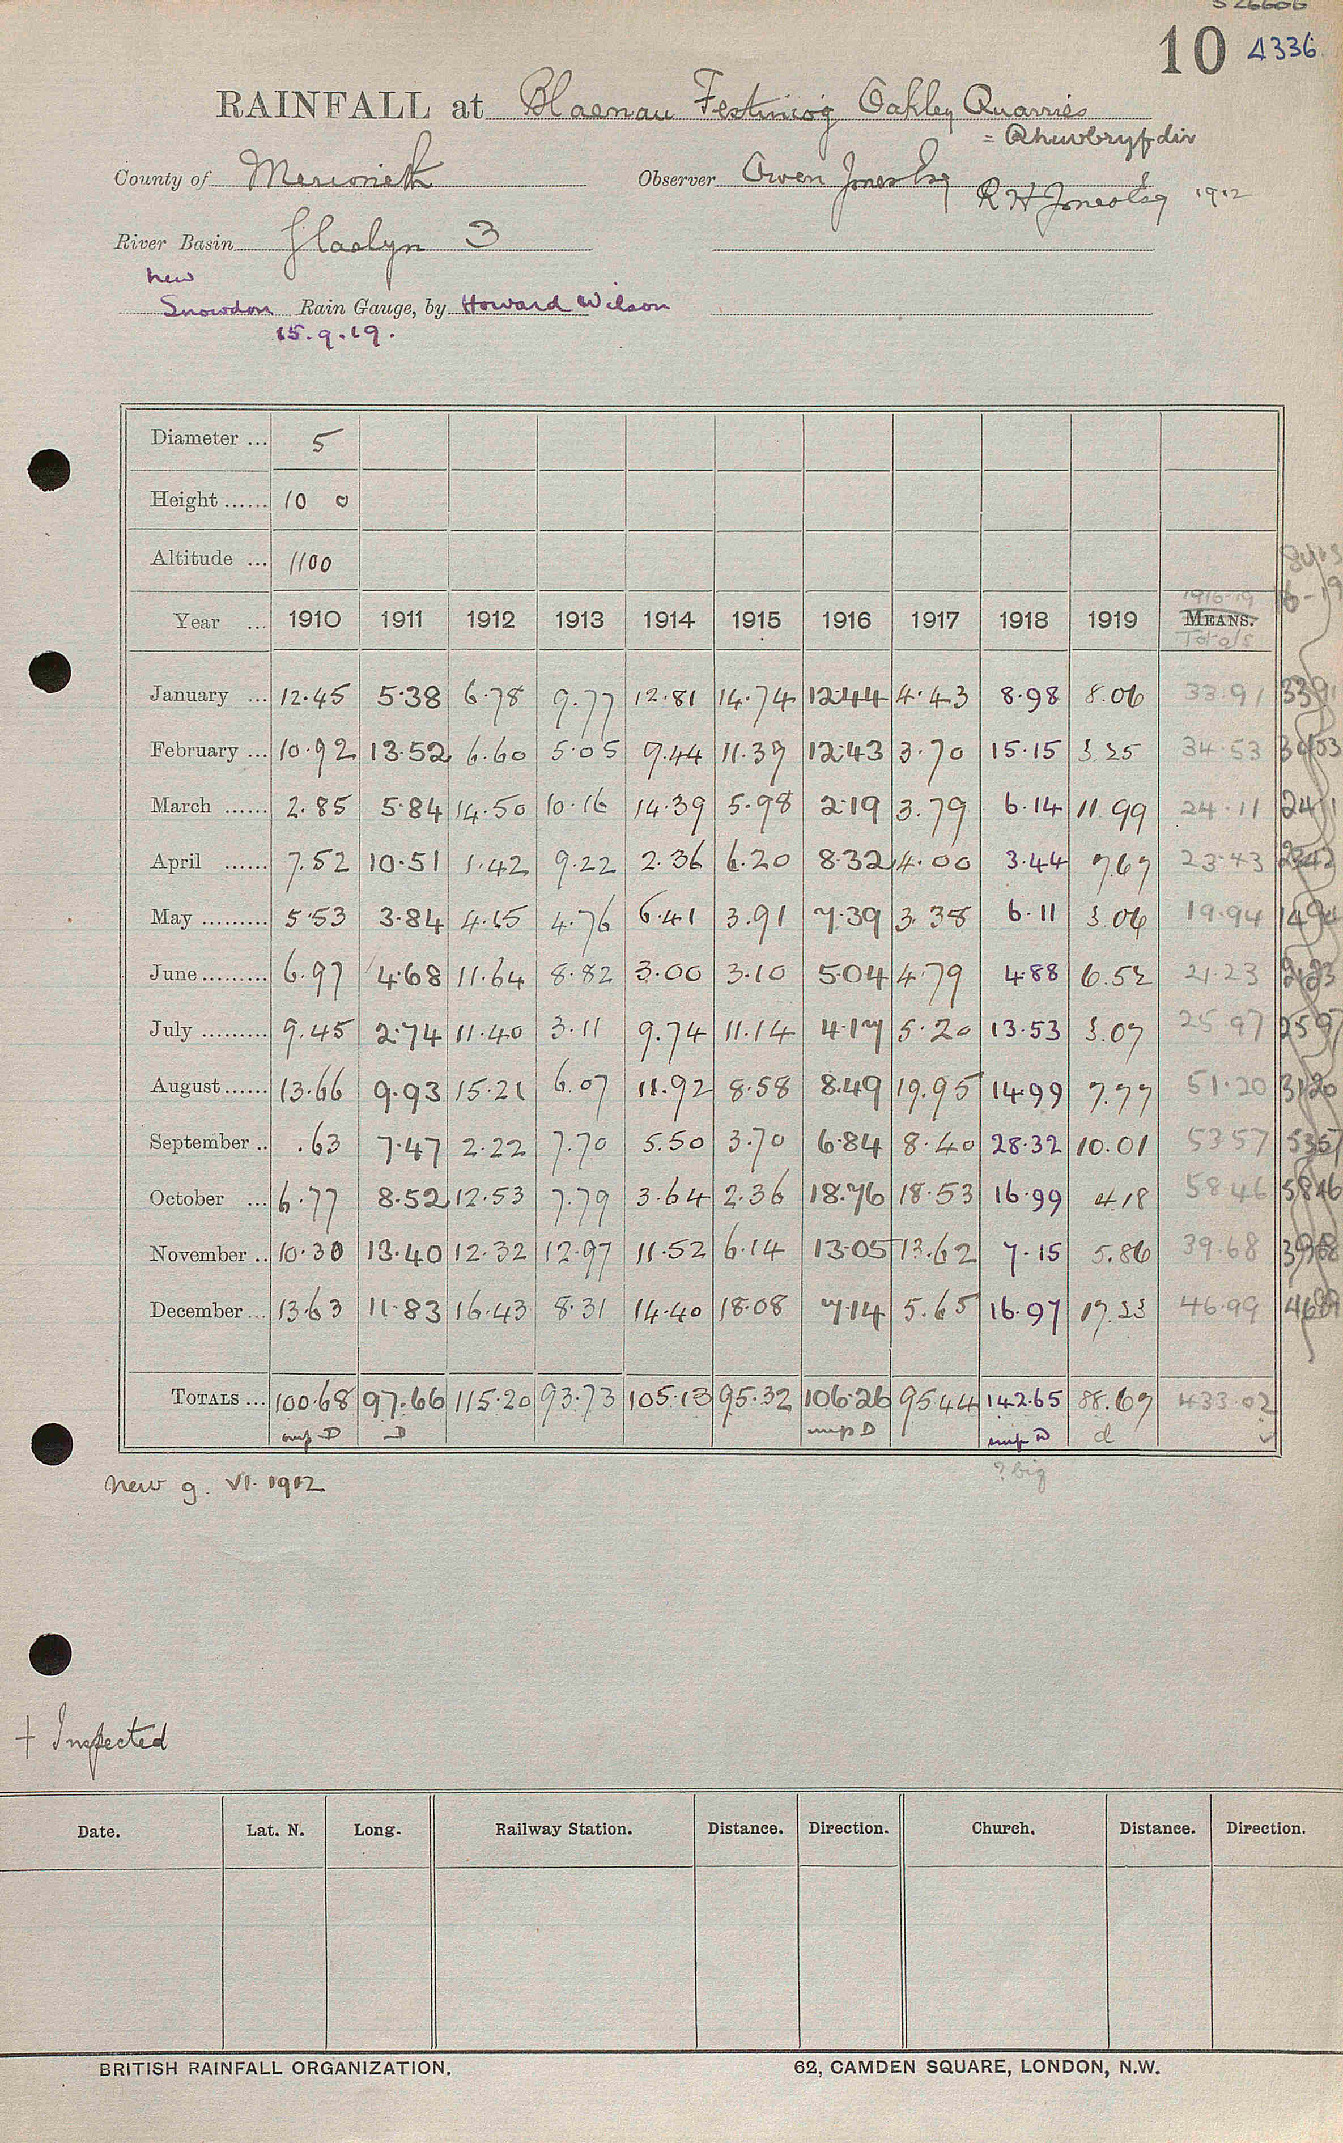 10 4336
RAINFALL at Blaenau Festiniog Oakley Quarries
= Rhiwbryfdir
County of Merioneth Observer Owen Jones Esq R H Jones Esq 1912
River Basin Glaslyn 3
new
Snowdon Rain Gauge, by Howard Wilson
15.9.19.
Diameter ... 5
Height ...... 10 0
Altitude ... 1100
1916-19
Year ... 1910 1911 1912 1913 1914 1915 1916 1917 1918 1919 MEANS.
Totals
January ... 12.45 5.38 6.78 9.77 12.81 14.74 12.44 4.43 8.98 8.06 33.91
February ... 10.92 13.52 6.60 5.05 9.44 11.39 12.43 3.70 15.15 3.25 34.53
March ...... 2.85 5.84 14.50 10.16 14.39 5.98 2.19 3.79 6.14 11.99 24.11
April ...... 7.52 10.51 1.42 9.22 2.36 6.20 8.32 4.00 3.44 7.67 23.43
May ......... 5.53 3.84 4.15 4.76 6.41 3.91 7.39 3.38 6.11 3.06 19.94
June ......... 6.97 4.68 11.64 8.82 3.00 3.10 5.04 4.79 4.88 6.52 21.23
July ......... 9.45 2.74 11.40 3.11 9.74 11.14 4.17 5.20 13.53 3.07 25.97
August ...... 13.66 9.93 15.21 6.07 11.92 8.58 8.49 19.95 14.99 7.77 51.20
September .. .63 7.47 2.22 7.70 5.50 3.70 6.84 8.40 28.32 10.01 53.57
October ... 6.77 8.52 12.53 7.79 3.64 2.36 18.76 18.53 16.99 4.18 58.46
November .. 10.30 13.40 12.32 12.97 11.52 6.14 13.05 13.62 7.15 5.86 39.68
December ... 13.63 11.83 16.43 8.31 14.40 18.08 7.14 5.65 16.97 17.23 46.99
TOTALS ... 100.68 97.66 115.20 93.73 105.13 95.32 106.26 95.44 142.65 88.67 433.02
D D D d
? big
new g. VI. 1912
+ Inspected
Date. Lat. N. Long. Railway Station. Distance. Direction. Church. Distance. Direction.
BRITISH RAINFALL ORGANIZATION. 62, CAMDEN SQUARE, LONDON, N.W.